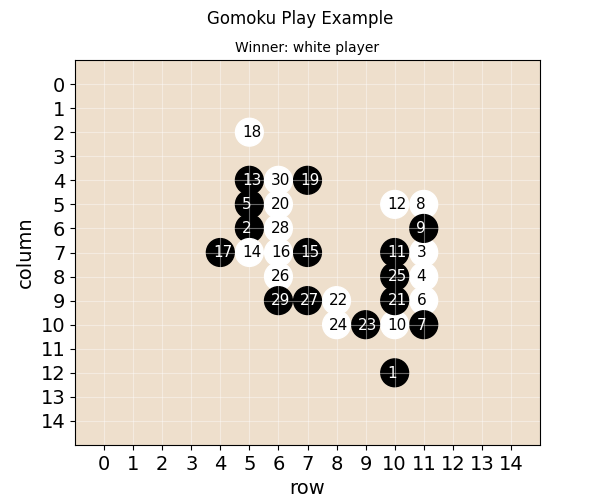 Gomoku Play Example
Winner: white player
0
1
2 18
3
4 13 30 19
5 5 20 12 8
6 2 28 9
7 17 14 16 15 11 3
8 26 25 4
9 29 27 22 21 6
10 24 23 10 7
11
12 1
13
14
column
0 1 2 3 4 5 6 7 8 9 10 11 12 13 14
row